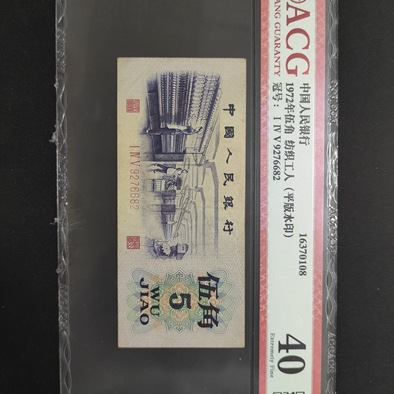 ACG
ANG GUARANTY
中国人民银行
1972年伍角 纺织工人（平版水印）
冠号： I IV V 9276682
16370108
40
Extremely Fine
中國人民銀行
I IV V 9276682
伍角
5
WU
JIAO